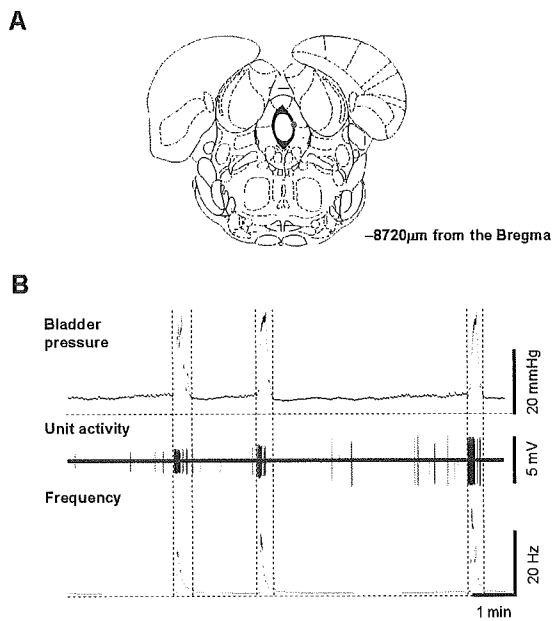 A
–8720μm from the Bregma
B
Bladder
pressure
20 mmHg
Unit activity
5 mV
Frequency
20 Hz
1 min